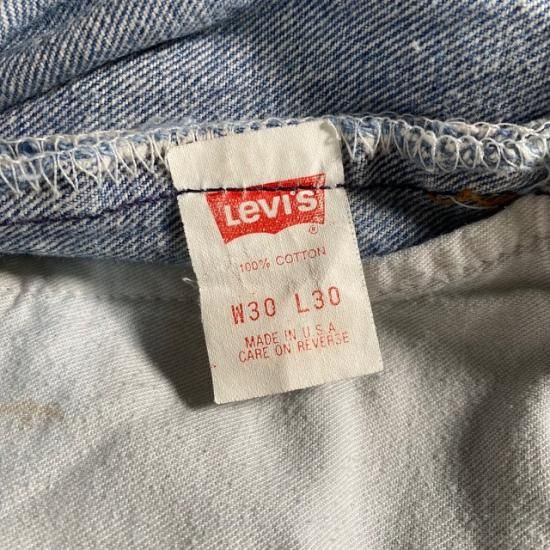 Levi's
®
100% COTTON
W30 L30
MADE IN U.S.A
CARE ON REVERSE